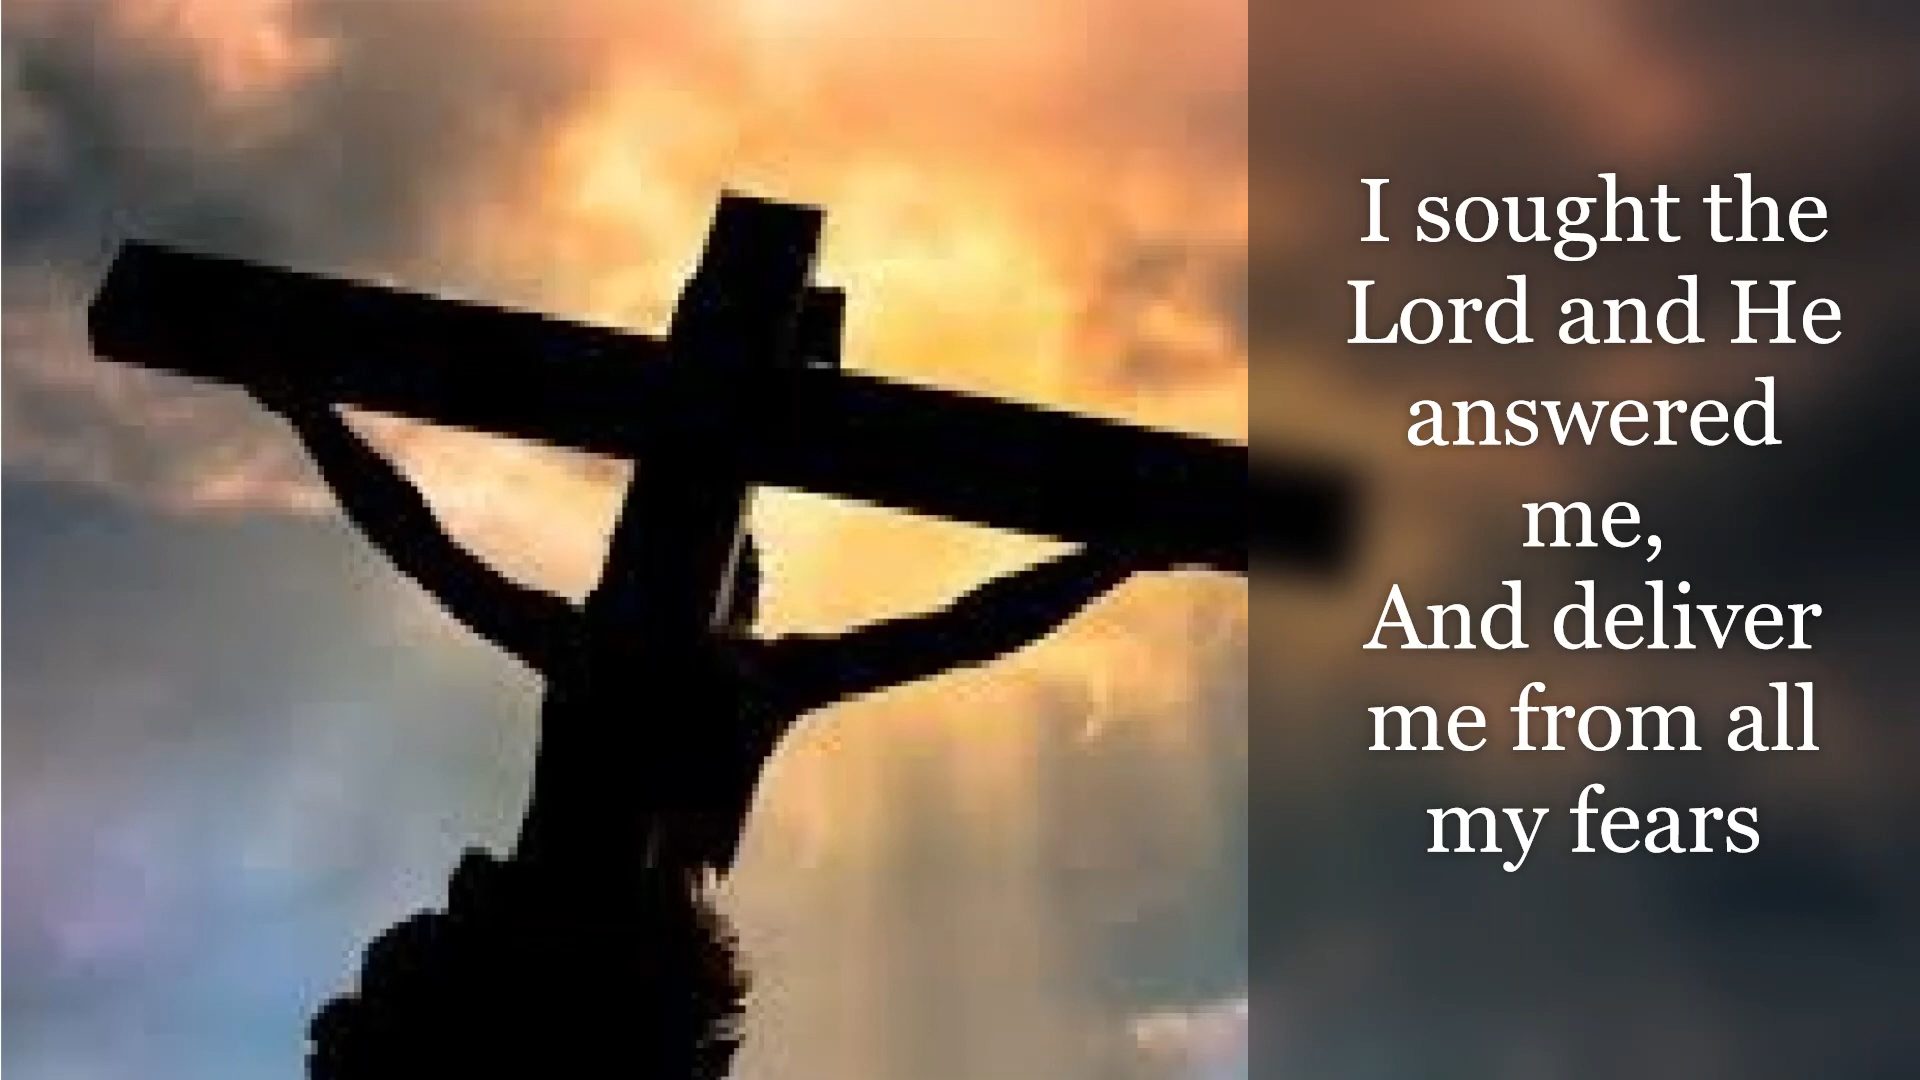 I sought the
Lord and He
answered
me,
And deliver
me from all
my fears